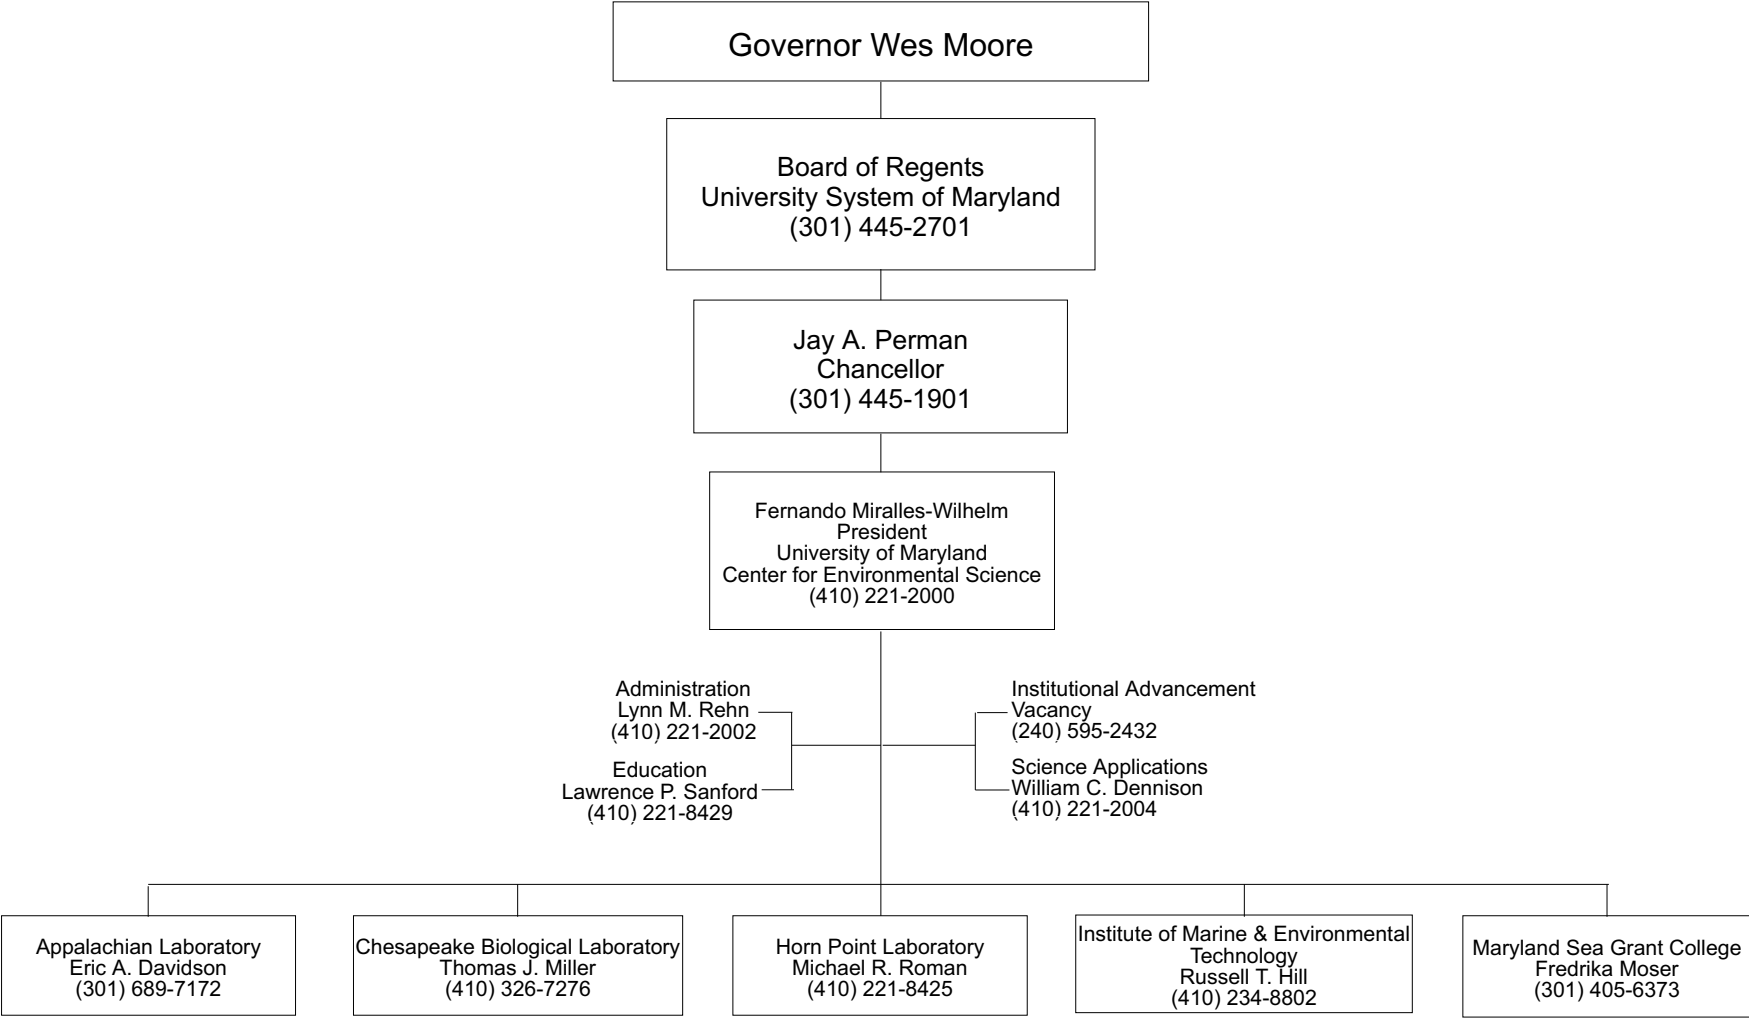 Governor Wes Moore
Board of Regents
University System of Maryland
(301) 445-2701
Jay A. Perman
Chancellor
(301) 445-1901
Fernando Miralles-Wilhelm
President
University of Maryland
Center for Environmental Science
(410) 221-2000
Administration
Lynn M. Rehn
(410) 221-2002
Education
Lawrence P. Sanford
(410) 221-8429
Institutional Advancement
Vacancy
(240) 595-2432
Science Applications
William C. Dennison
(410) 221-2004
Appalachian Laboratory
Eric A. Davidson
(301) 689-7172
Chesapeake Biological Laboratory
Thomas J. Miller
(410) 326-7276
Horn Point Laboratory
Michael R. Roman
(410) 221-8425
Institute of Marine & Environmental
Technology
Russell T. Hill
(410) 234-8802
Maryland Sea Grant College
Fredrika Moser
(301) 405-6373